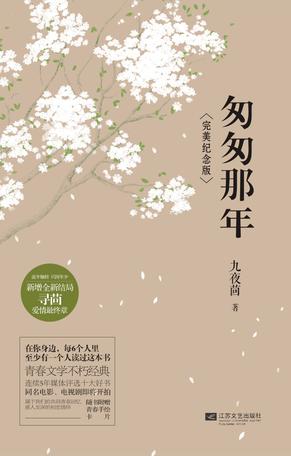 匆匆那年
〈完美纪念版〉
九夜茴 著
新增全新结局
寻茴
爱情最终章
在你身边，每6个人里
至少有一个人读过这本书
青春文学不朽经典
连续5年媒体评选十大好书
同名电影、电视剧即将开拍
随书附赠
青春手绘
卡片
江苏文艺出版社